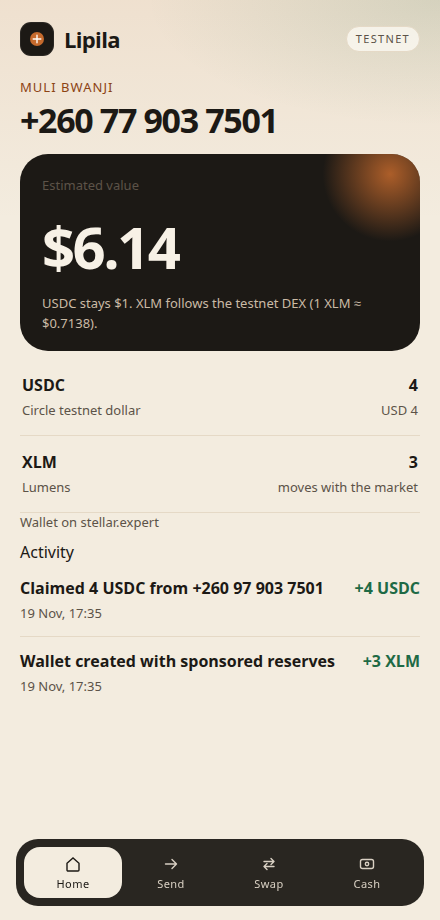 Lipila
TESTNET
MULI BWANJI
+260 77 903 7501
Estimated value
$6.14
USDC stays $1. XLM follows the testnet DEX (1 XLM ≈
$0.7138).
USDC 4
Circle testnet dollar USD 4
XLM 3
Lumens moves with the market
Wallet on stellar.expert
Activity
Claimed 4 USDC from +260 97 903 7501 +4 USDC
19 Nov, 17:35
Wallet created with sponsored reserves +3 XLM
19 Nov, 17:35
Home Send Swap Cash